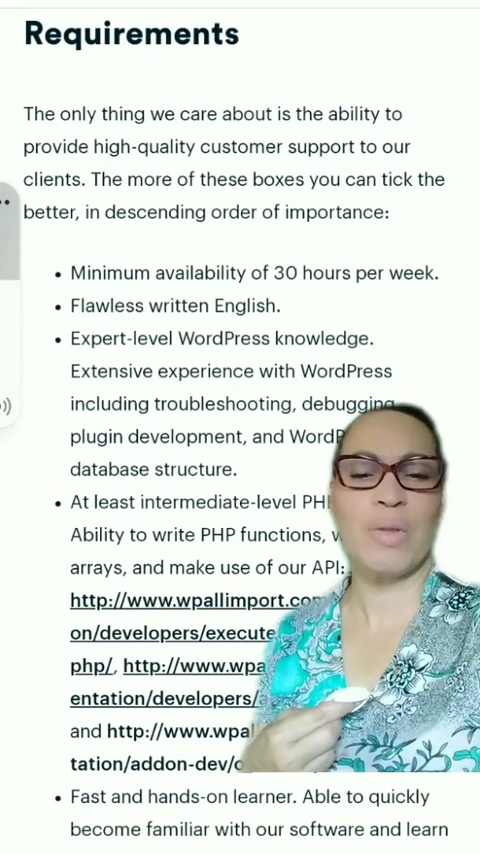 Requirements
The only thing we care about is the ability to
provide high-quality customer support to our
clients. The more of these boxes you can tick the
better, in descending order of importance:
• Minimum availability of 30 hours per week.
• Flawless written English.
• Expert-level WordPress knowledge.
Extensive experience with WordPress
including troubleshooting, debugging,
plugin development, and
database structure.
• At least intermediate-level
Ability to write PHP functions,
arrays, and make use of our API:
http://www.wpallimport.co
on/developers/execute
php/, http://www.wpa
entation/developers/
and http://www.wpal
tation/addon-dev/
• Fast and hands-on learner. Able to quickly
become familiar with our software and learn